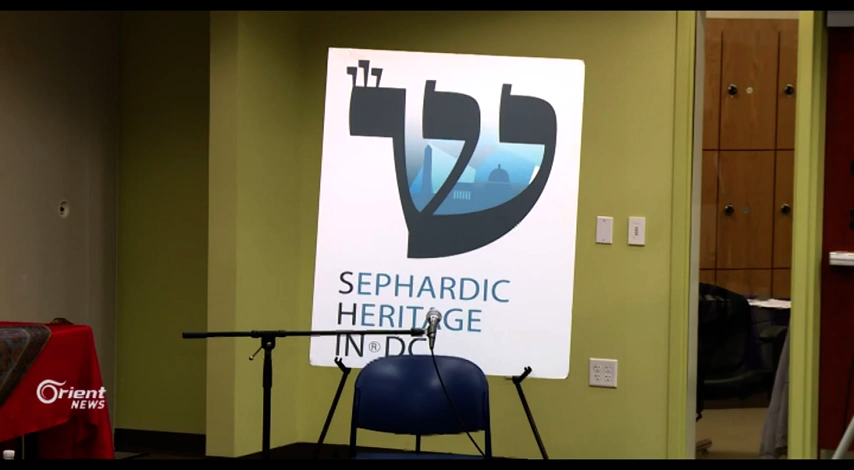 ש
SEPHARDIC
HERITAGE
IN ® DC
Orient
NEWS